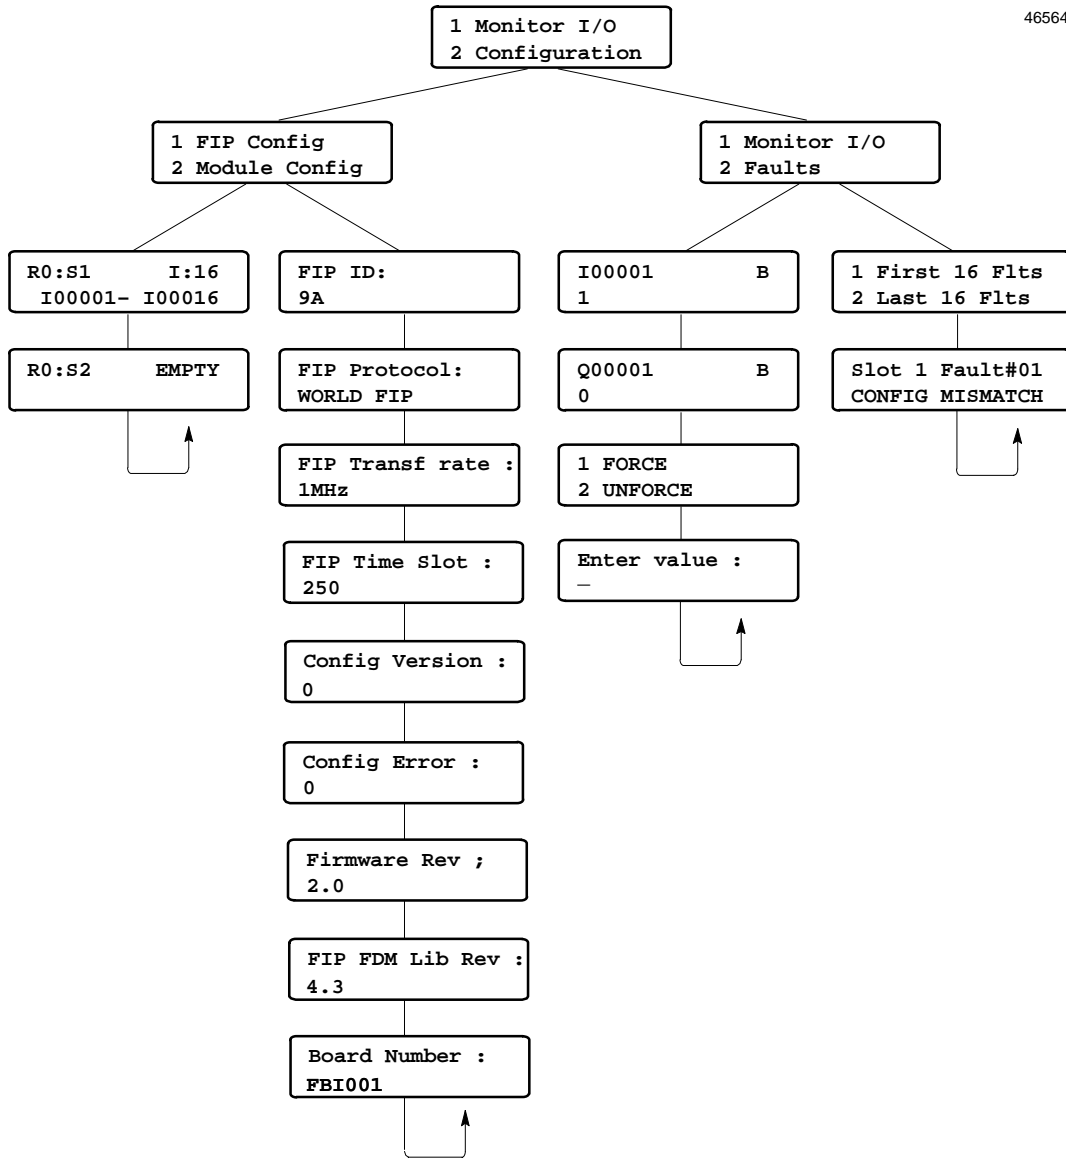 46564
1 Monitor I/O
2 Configuration
1 FIP Config
2 Module Config
1 Monitor I/O
2 Faults
R0:S1 I:16
I00001- I00016
R0:S2 EMPTY
FIP ID:
9A
FIP Protocol:
WORLD FIP
FIP Transf rate :
1MHz
FIP Time Slot :
250
Config Version :
0
Config Error :
0
Firmware Rev ;
2.0
FIP FDM Lib Rev :
4.3
Board Number :
FBI001
I00001 B
1
Q00001 B
0
1 FORCE
2 UNFORCE
Enter value :
_
1 First 16 Flts
2 Last 16 Flts
Slot 1 Fault#01
CONFIG MISMATCH